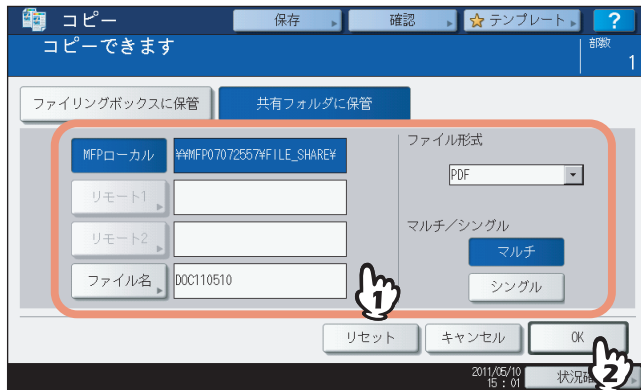 コピー
保存
確認
テンプレート
?
コピーできます
部数
1
ファイリングボックスに保管
共有フォルダに保管
MFPローカル
¥¥MFP07072557¥FILE_SHARE¥
ファイル形式
PDF
リモート1
リモート2
マルチ/シングル
マルチ
ファイル名
DOC110510
シングル
1
リセット
キャンセル
OK
2
2011/05/10
15:01
状況確